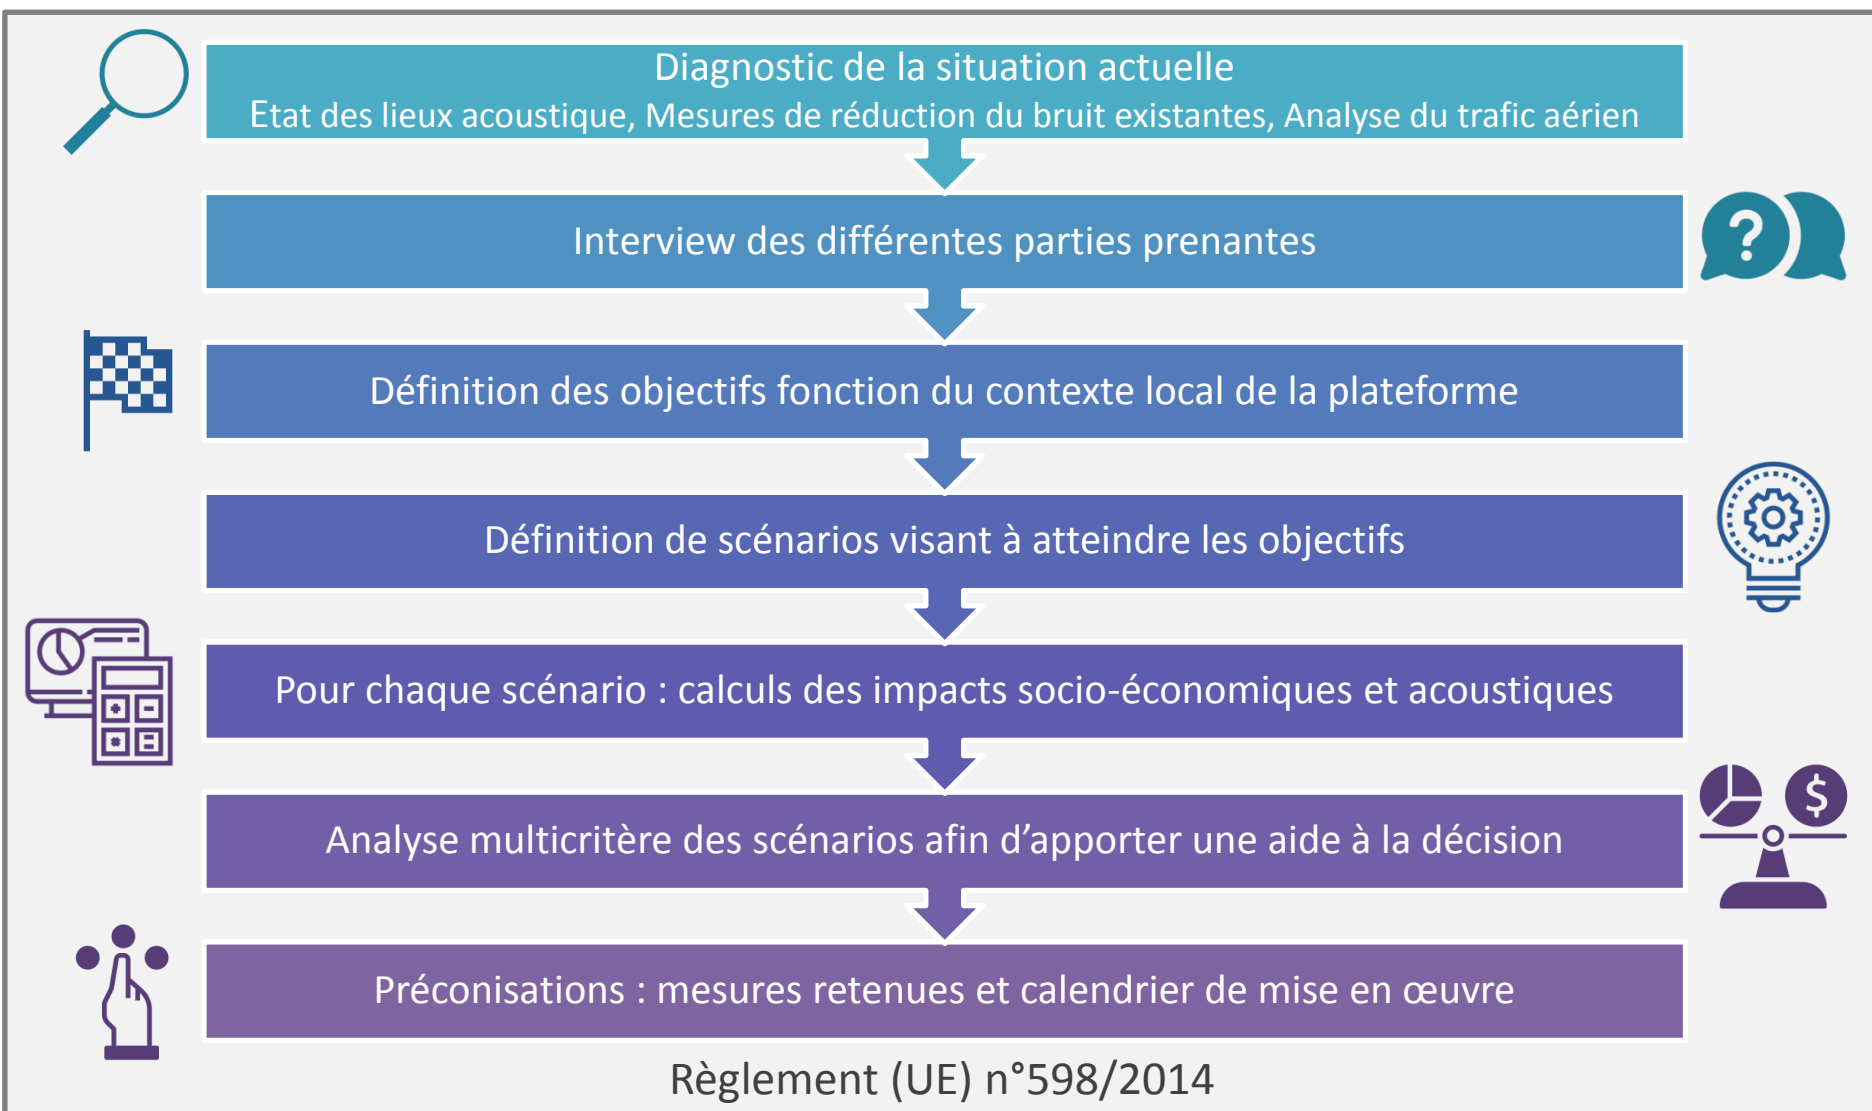 Diagnostic de la situation actuelle
Etat des lieux acoustique, Mesures de réduction du bruit existantes, Analyse du trafic aérien
Interview des différentes parties prenantes
?
Définition des objectifs fonction du contexte local de la plateforme
Définition de scénarios visant à atteindre les objectifs
Pour chaque scénario : calculs des impacts socio-économiques et acoustiques
$
Analyse multicritère des scénarios afin d’apporter une aide à la décision
Préconisations : mesures retenues et calendrier de mise en œuvre
Règlement (UE) n°598/2014